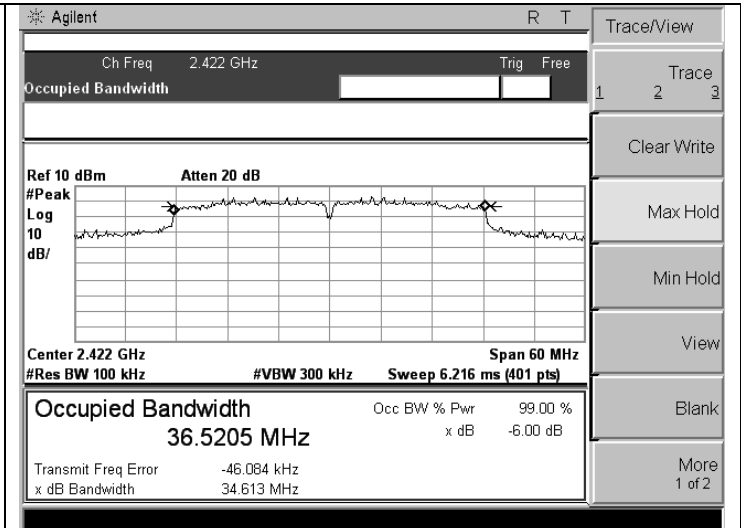 Agilent R T
Ch Freq 2.422 GHz Trig Free
Occupied Bandwidth
Ref 10 dBm Atten 20 dB
#Peak
Log
10
dB/
Center 2.422 GHz Span 60 MHz
#Res BW 100 kHz #VBW 300 kHz Sweep 6.216 ms (401 pts)
Occupied Bandwidth Occ BW % Pwr 99.00 %
36.5205 MHz x dB -6.00 dB
Transmit Freq Error -46.084 kHz
x dB Bandwidth 34.613 MHz
Trace/View
Trace
1 2 3
Clear Write
Max Hold
Min Hold
View
Blank
More
1 of 2